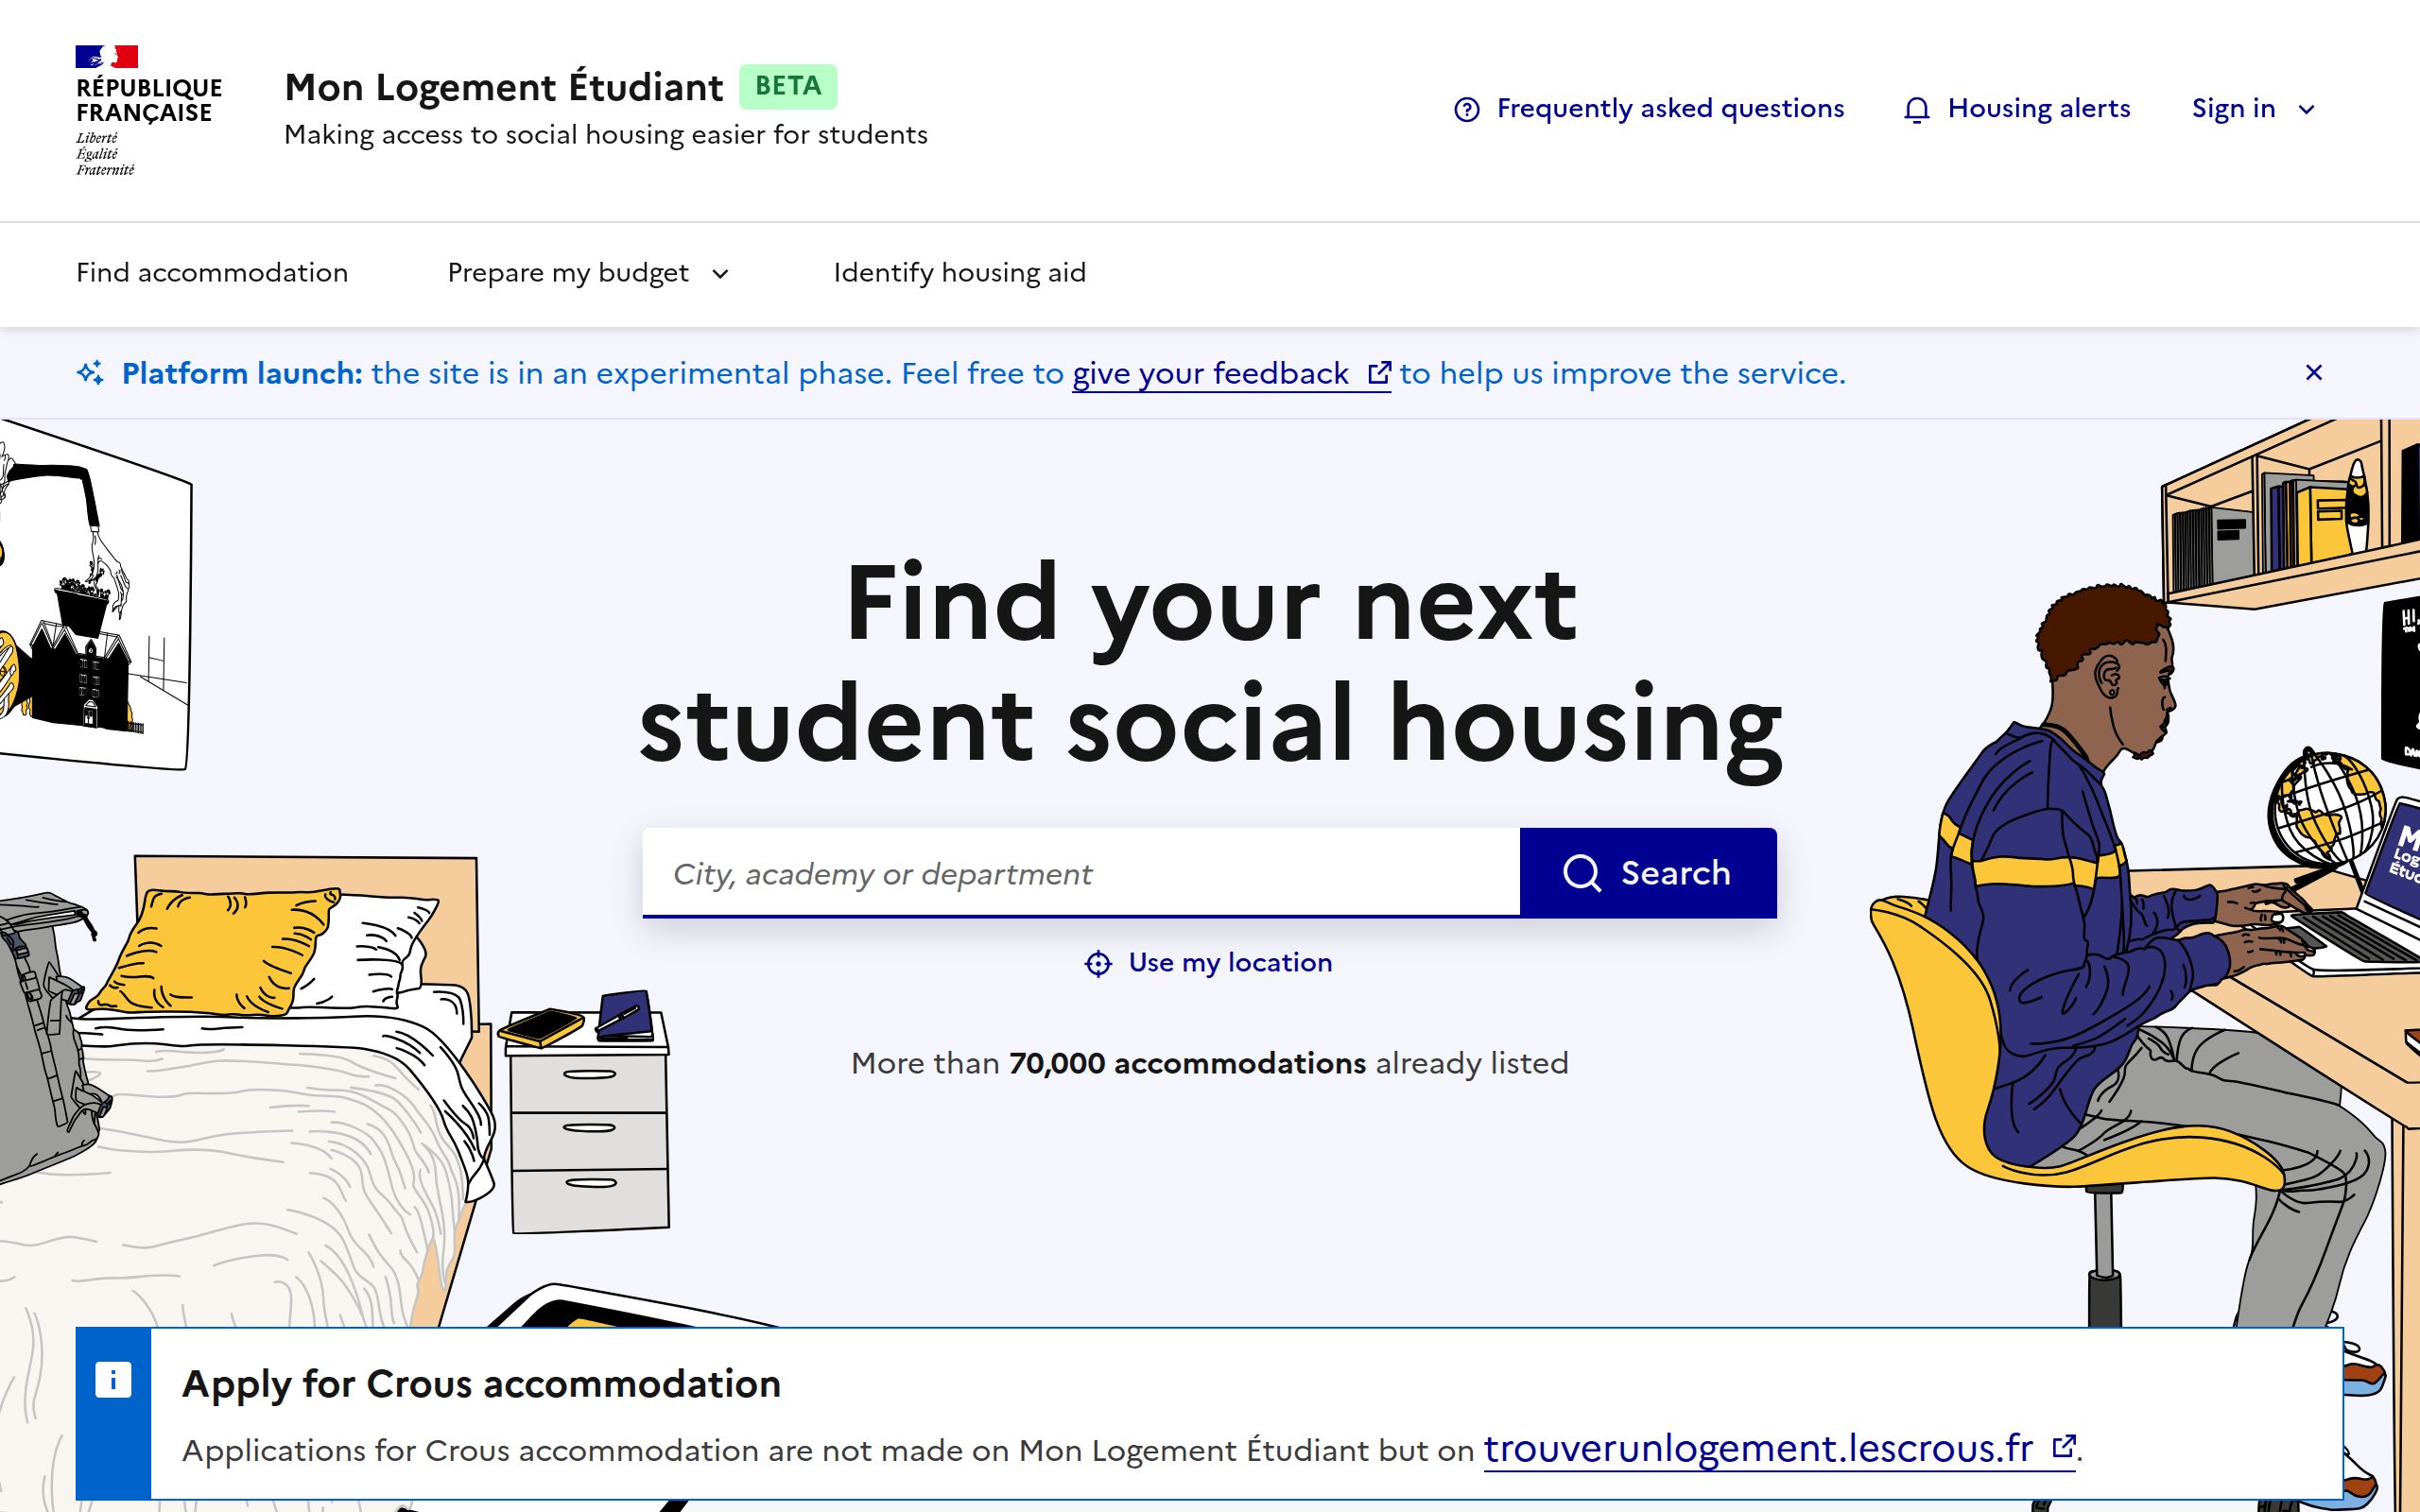 RÉPUBLIQUE
FRANÇAISE
Liberté
Égalité
Fraternité
Mon Logement Étudiant BETA
Making access to social housing easier for students
Frequently asked questions
Housing alerts
Sign in
Find accommodation
Prepare my budget
Identify housing aid
Platform launch: the site is in an experimental phase. Feel free to give your feedback to help us improve the service.
Find your next
student social housing
City, academy or department
Search
Use my location
More than 70,000 accommodations already listed
HI,
Apply for Crous accommodation
Applications for Crous accommodation are not made on Mon Logement Étudiant but on trouverunlogement.lescrous.fr.